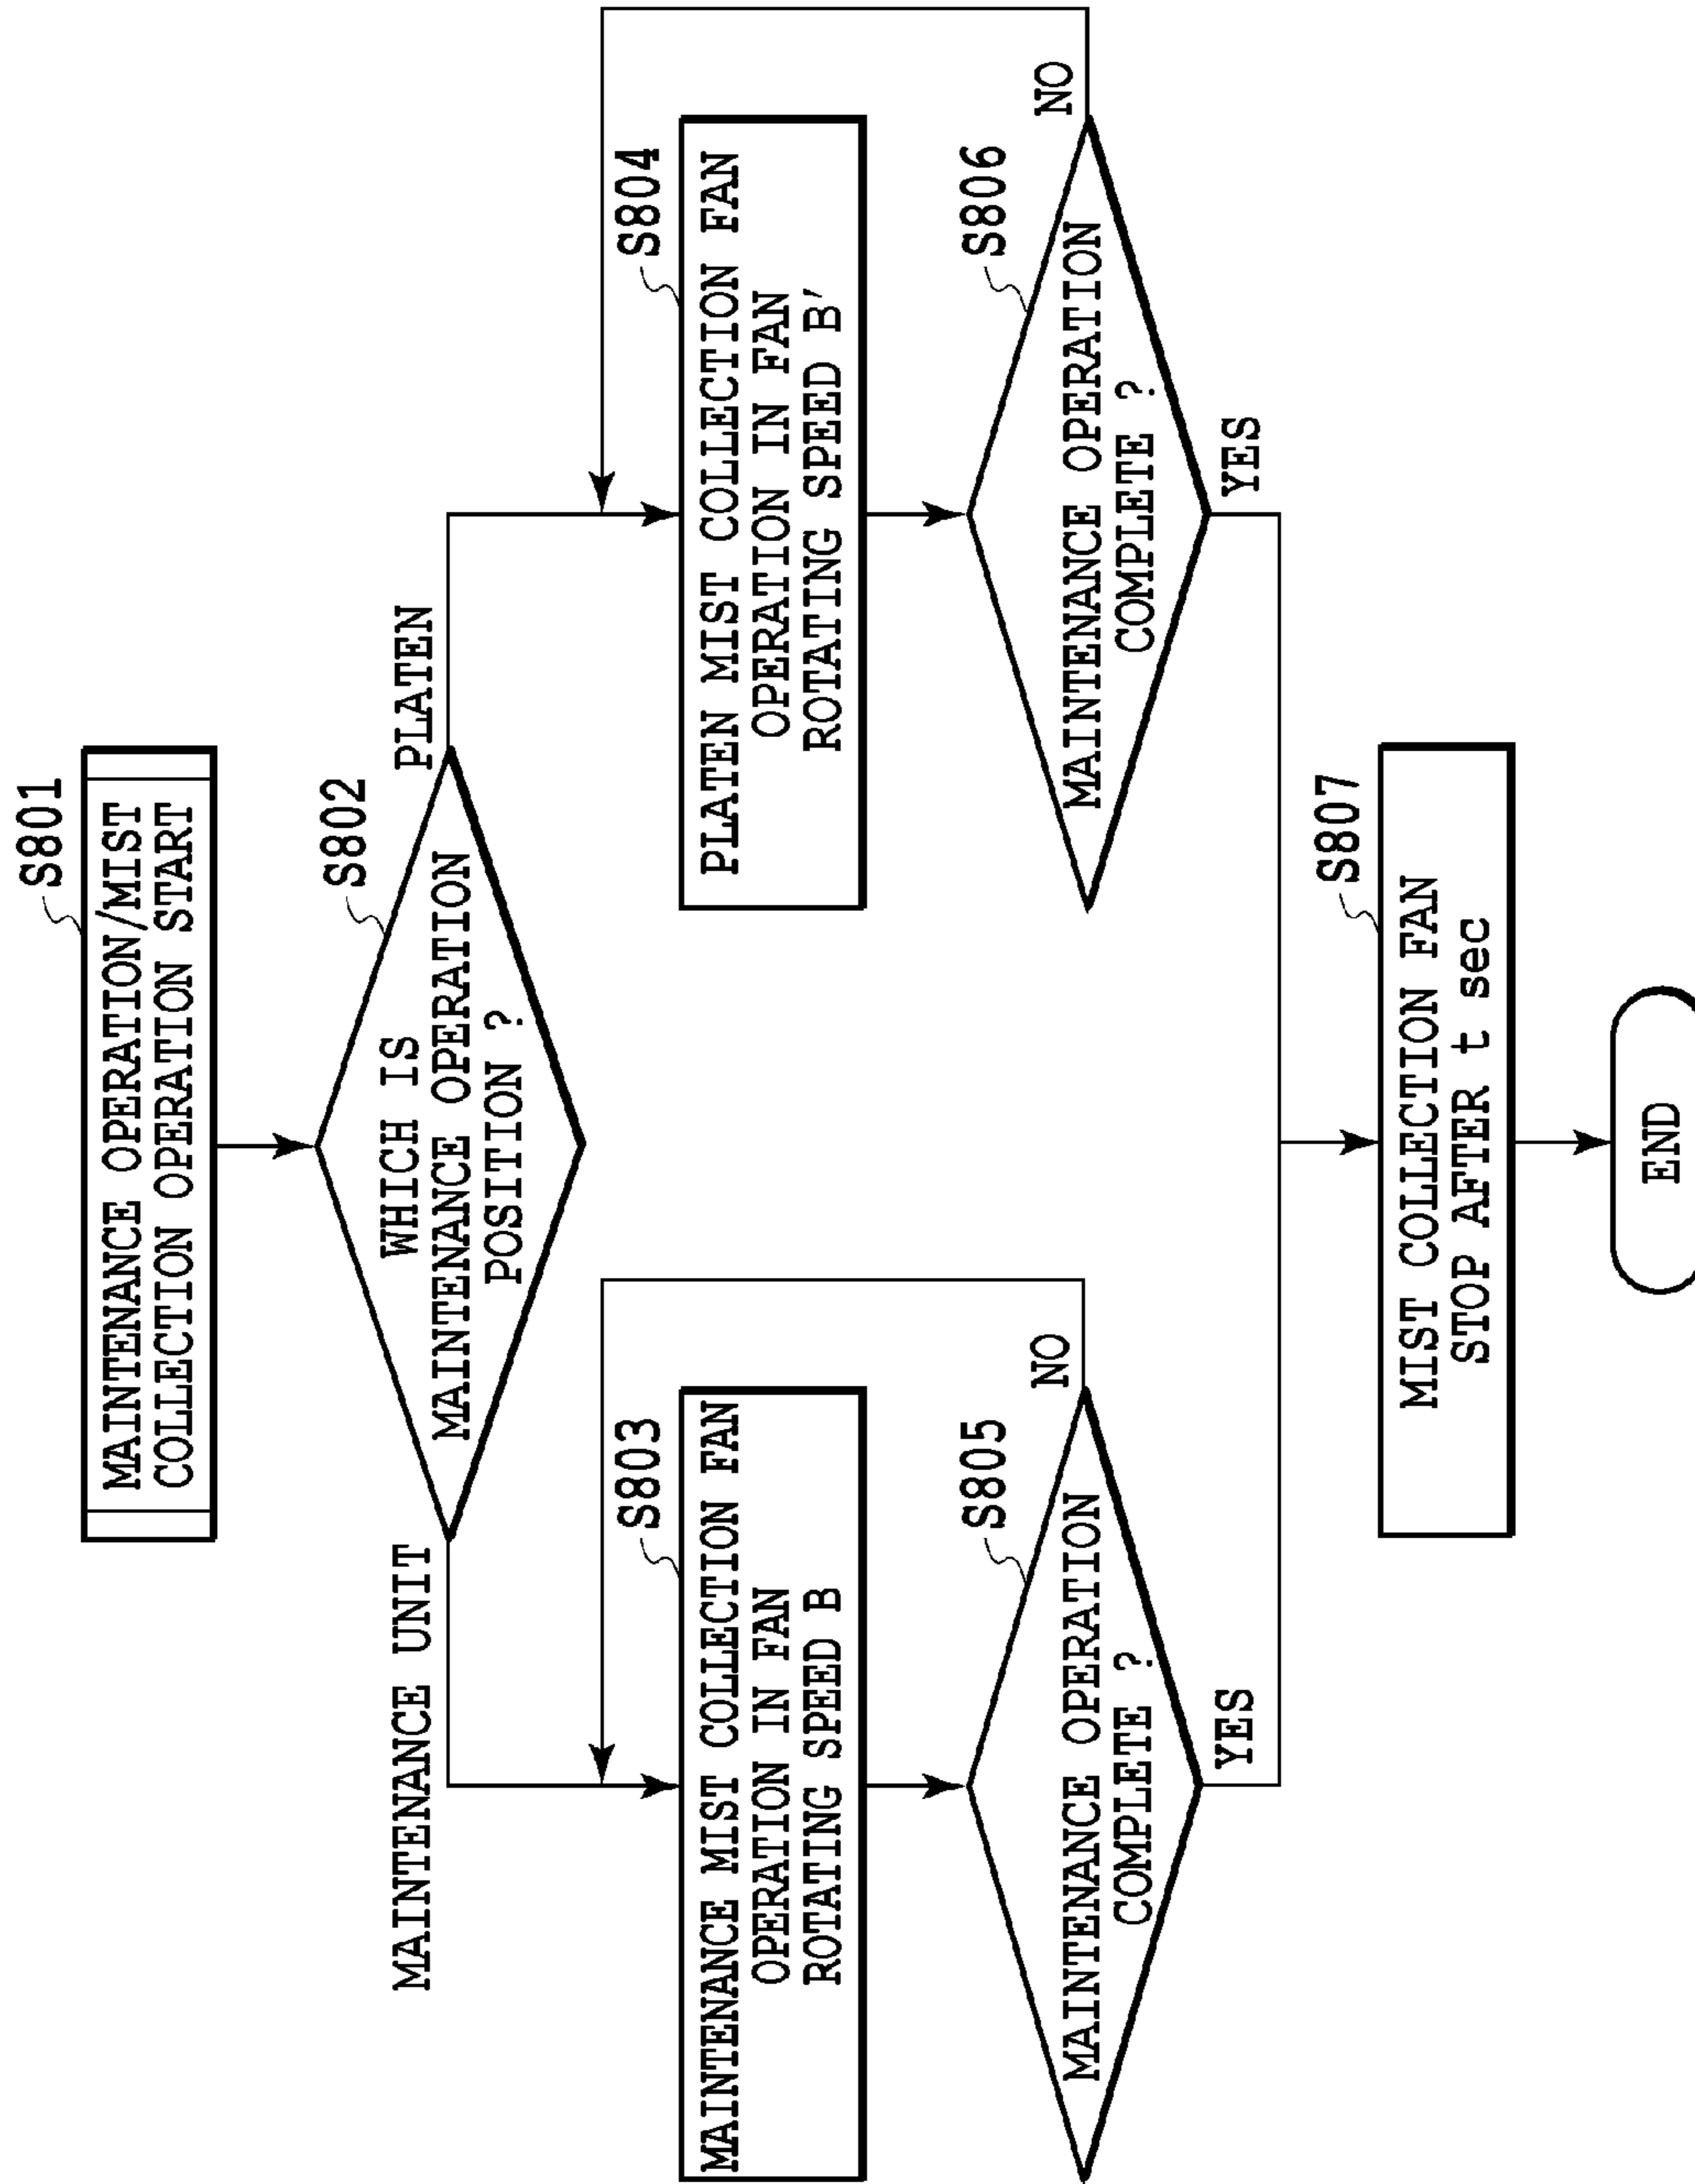 S801
MAINTENANCE OPERATION/MIST
COLLECTION OPERATION START
S802
WHICH IS
MAINTENANCE OPERATION
POSITION ?
MAINTENANCE UNIT
PLATEN
S803
MAINTENANCE MIST COLLECTION FAN
OPERATION IN FAN
ROTATING SPEED B
S804
PLATEN MIST COLLECTION FAN
OPERATION IN FAN
ROTATING SPEED B'
S805
MAINTENANCE OPERATION
COMPLETE ?
NO
YES
S806
MAINTENANCE OPERATION
COMPLETE ?
NO
YES
S807
MIST COLLECTION FAN
STOP AFTER t sec
END